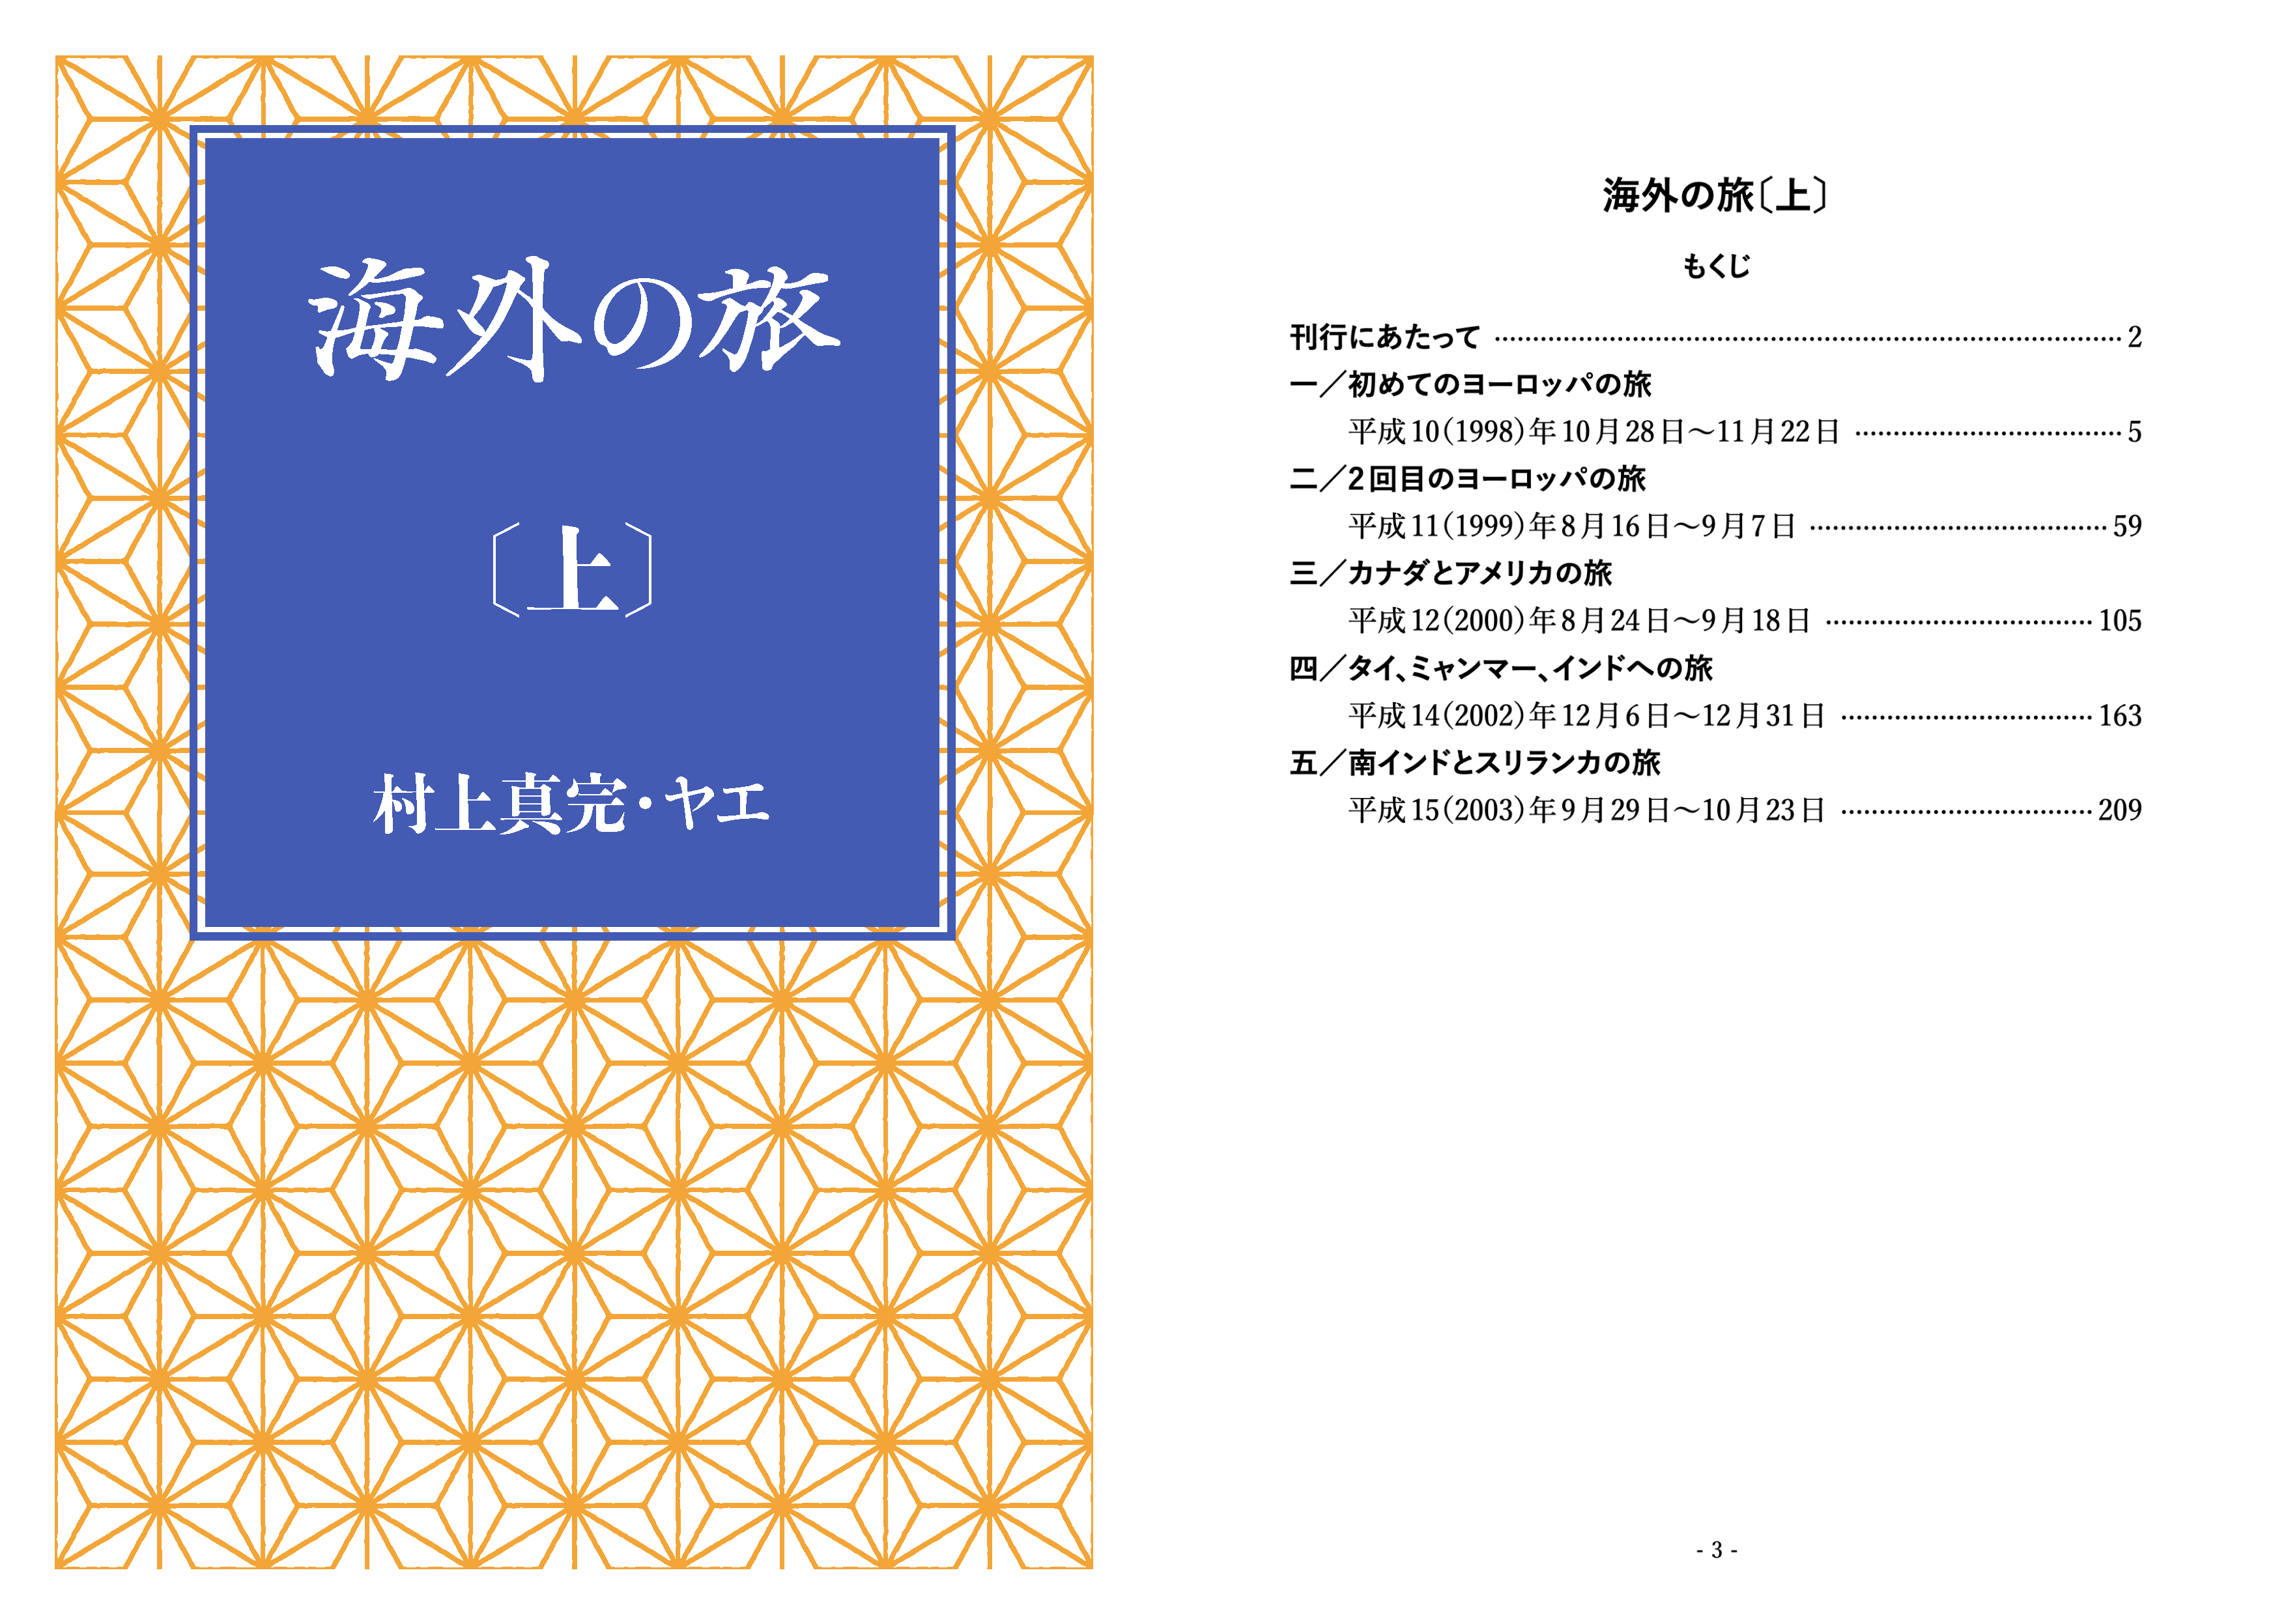 海外の旅
〔上〕
村上真完・ヤエ
海外の旅〔上〕
もくじ
刊行にあたって ………………………………………………………………… 2
一／初めてのヨーロッパの旅
平成10（1998）年10月28日～11月22日 …………………………… 5
二／2回目のヨーロッパの旅
平成11（1999）年8月16日～9月7日 ……………………………… 59
三／カナダとアメリカの旅
平成12（2000）年8月24日～9月18日 …………………………… 105
四／タイ、ミャンマー、インドへの旅
平成14（2002）年12月6日～12月31日 ………………………… 163
五／南インドとスリランカの旅
平成15（2003）年9月29日～10月23日 ………………………… 209
- 3 -